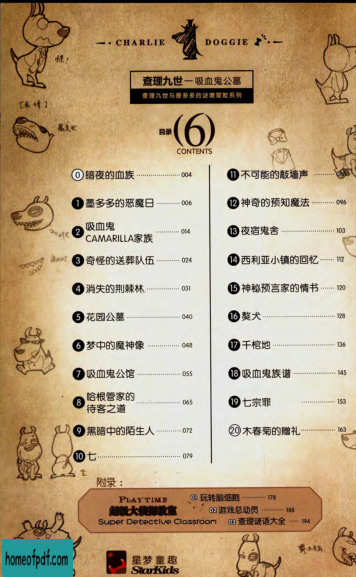 CHARLIE DOGGIE
查理九世—吸血鬼公墓
查理九世与墨多多的谜境冒险系列
目录
(6)
CONTENTS
0 暗夜的血族 004
1 墨多多的恶魔日 006
2 吸血鬼
CAMARILLA家族 014
3 奇怪的送葬队伍 024
4 消失的荆棘林 031
5 花园公墓 040
6 梦中的魔神像 048
7 吸血鬼公馆 055
8 哈根管家的
待客之道 065
9 黑暗中的陌生人 072
10 七 079
11 不可能的敲墙声
12 神奇的预知魔法 096
13 夜宿鬼舍 103
14 西利亚小镇的回忆 112
15 神秘预言家的情书 120
16 獒犬 128
17 千棺地 136
18 吸血鬼族谱 145
19 七宗罪 153
20 木春菊的赠礼 163
附录：
PLAYTIME
超级大侦探教室
Super Detective Classroom
01 玩转脑细胞 178
02 游戏总动员 188
03 查理谜语大全 194
星梦童趣
StarKids
homeofpdf.com